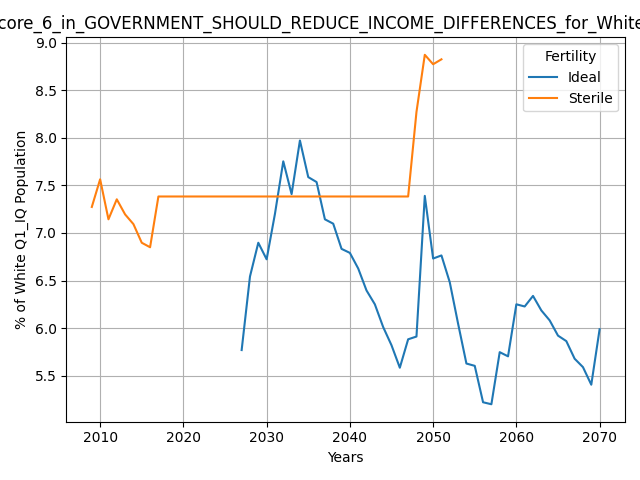 core_6_in_GOVERNMENT_SHOULD_REDUCE_INCOME_DIFFERENCES_for_White
9.0
8.5
8.0
7.5
7.0
6.5
6.0
5.5
% of White Q1_IQ Population
Fertility
Ideal
Sterile
2010 2020 2030 2040 2050 2060 2070
Years